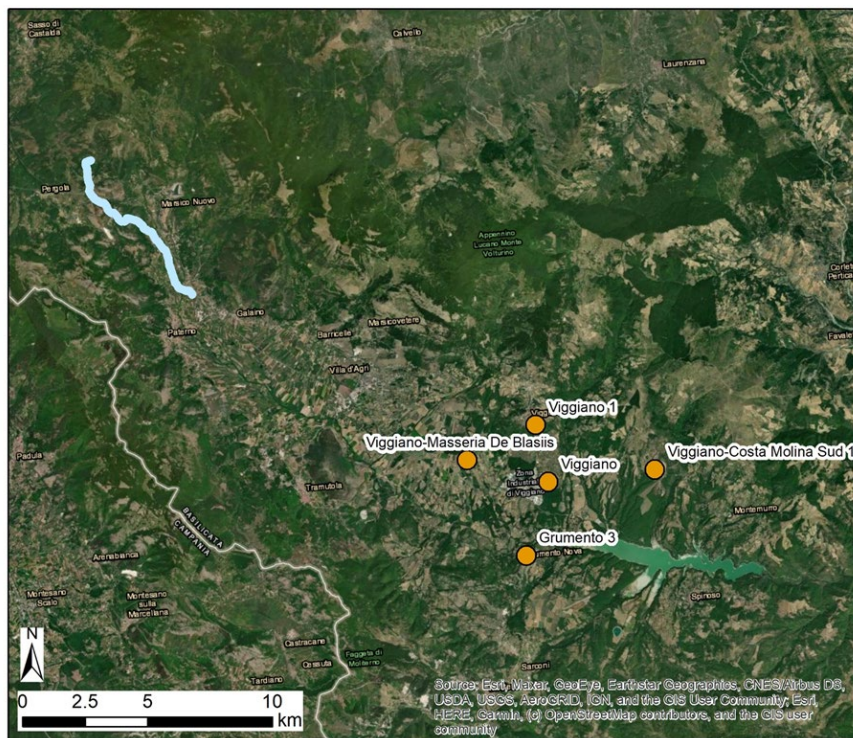 Sasso di
Castalda
Calvello
Laurenzana
Pergola
Marsico Nuovo
Appennino
Lucano Monte
Volturino
Galaino
Paterno
Barricelle
Marsicovetere
Villa d'Agri
Viggiano 1
Viggiano-Masseria De Blasiis
Viggiano
Viggiano-Costa Molina Sud 1
Zona
Industriale
di Viggiano
Padula
Tramutola
BASILICATA
CAMPANIA
Montemurro
Grumento 3
Arenabianca
Spinoso
Montesano
Scalo
Montesano
sulla
Marcellana
Castracane
Cessuta
Faggeta di
Moliterno
Tardiano
Sarconi
N
0 2.5 5 10
km
Source: Esri, Maxar, GeoEye, Earthstar Geographics, CNES/Airbus DS,
USDA, USGS, AeroGRID, IGN, and the GIS User Community; Esri,
HERE, Garmin, (c) OpenStreetMap contributors, and the GIS user
community